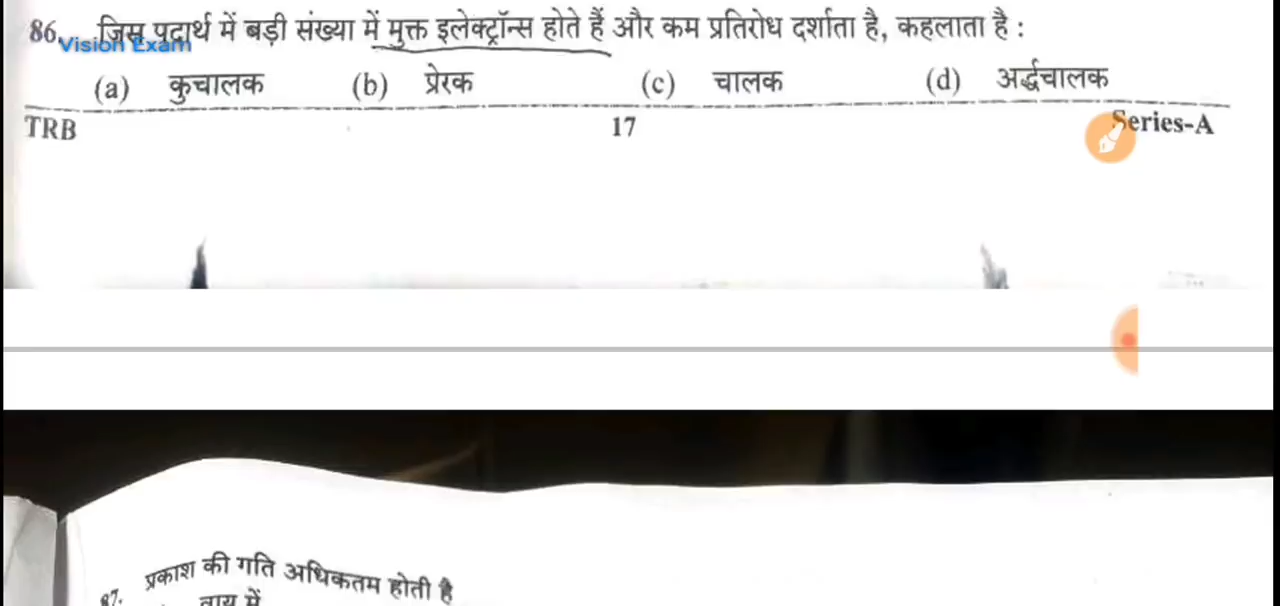 86. जिस पदार्थ में बड़ी संख्या में मुक्त इलेक्ट्रॉन्स होते हैं और कम प्रतिरोध दर्शाता है, कहलाता है :
Vision Exam
(a) कुचालक (b) प्रेरक (c) चालक (d) अर्द्धचालक
TRB 17 Series-A
87. प्रकाश की गति अधिकतम होती है
वायु में